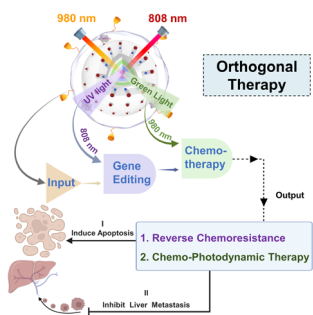 980 nm
808 nm
Orthogonal
Therapy
UV light
Green Light
808 nm
980 nm
Input
Gene
Editing
Chemo-
therapy
Output
I
Induce Apoptosis
1. Reverse Chemoresistance
2. Chemo-Photodynamic Therapy
II
Inhibit Liver Metastasis